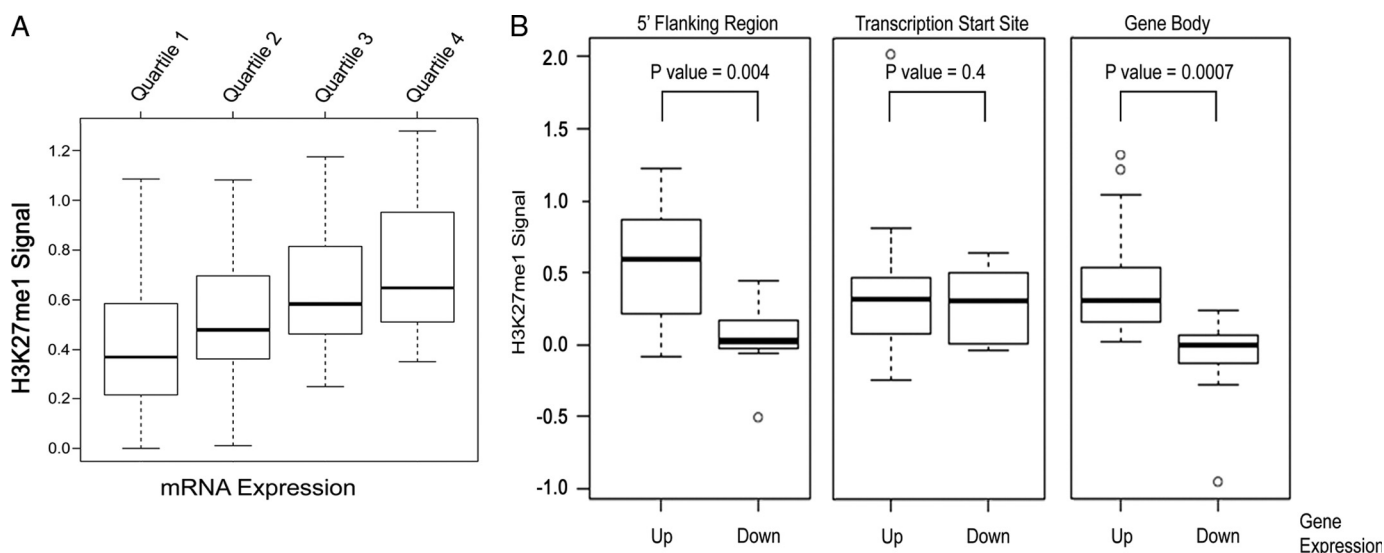 A
Quartile 1
Quartile 2
Quartile 3
Quartile 4
H3K27me1 Signal
1.2
1.0
0.8
0.6
0.4
0.2
0.0
mRNA Expression
B
5' Flanking Region
Transcription Start Site
Gene Body
H3K27me1 Signal
2.0
1.5
1.0
0.5
0.0
-0.5
-1.0
P value = 0.004
P value = 0.4
P value = 0.0007
Up
Down
Up
Down
Up
Down
Gene
Expression